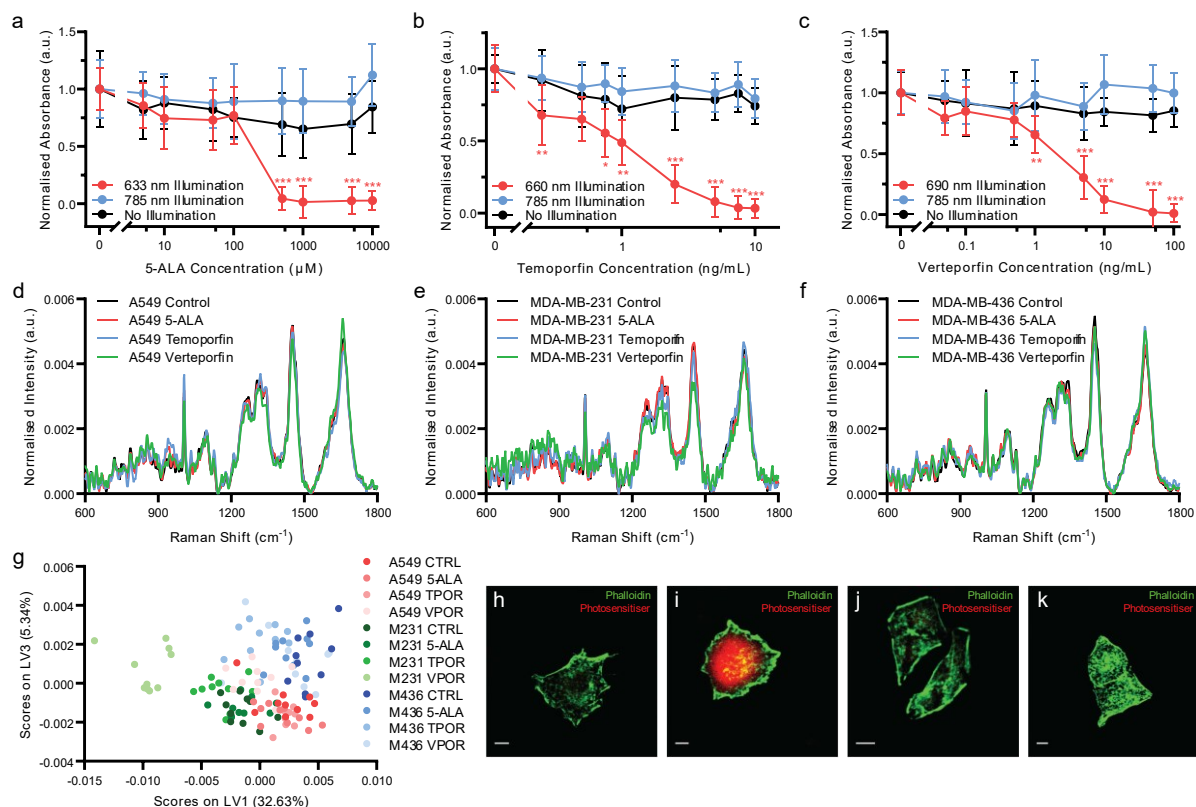 a
Normalised Absorbance (a.u.)
1.5
1.0
0.5
0.0
633 nm Illumination
785 nm Illumination
No Illumination
*** *** *** ***
0 10 100 1000 10000
5-ALA Concentration (µM)
b
Normalised Absorbance (a.u.)
1.5
1.0
0.5
0.0
660 nm Illumination
785 nm Illumination
No Illumination
** * ** *** *** *** ***
0 1 10
Temoporfin Concentration (ng/mL)
c
Normalised Absorbance (a.u.)
1.5
1.0
0.5
0.0
690 nm Illumination
785 nm Illumination
No Illumination
** *** *** *** ***
0 0.1 1 10 100
Verteporfin Concentration (ng/mL)
d
Normalised Intensity (a.u.)
0.006
0.004
0.002
0.000
A549 Control
A549 5-ALA
A549 Temoporfin
A549 Verteporfin
600 900 1200 1500 1800
Raman Shift (cm⁻¹)
e
Normalised Intensity (a.u.)
0.006
0.004
0.002
0.000
MDA-MB-231 Control
MDA-MB-231 5-ALA
MDA-MB-231 Temoporfin
MDA-MB-231 Verteporfin
600 900 1200 1500 1800
Raman Shift (cm⁻¹)
f
Normalised Intensity (a.u.)
0.006
0.004
0.002
0.000
MDA-MB-436 Control
MDA-MB-436 5-ALA
MDA-MB-436 Temoporfin
MDA-MB-436 Verteporfin
600 900 1200 1500 1800
Raman Shift (cm⁻¹)
g
Scores on LV3 (5.34%)
0.006
0.004
0.002
0.000
-0.002
-0.004
-0.015 -0.010 -0.005 0.000 0.005 0.010
Scores on LV1 (32.63%)
A549 CTRL
A549 5-ALA
A549 TPOR
A549 VPOR
M231 CTRL
M231 5-ALA
M231 TPOR
M231 VPOR
M436 CTRL
M436 5-ALA
M436 TPOR
M436 VPOR
h
Phalloidin
Photosensitiser
i
Phalloidin
Photosensitiser
j
Phalloidin
Photosensitiser
k
Phalloidin
Photosensitiser